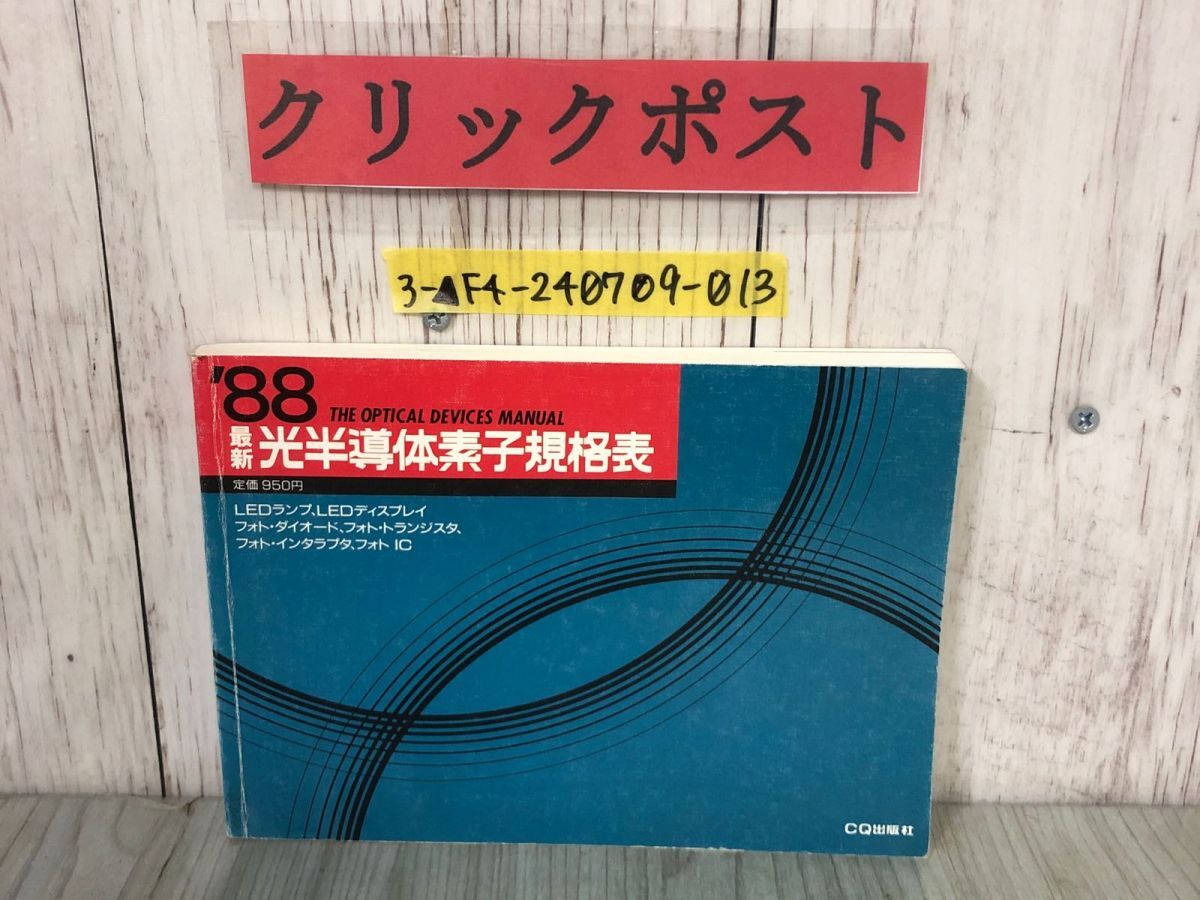 クリックポスト
3-▲F4-240709-013
'88 THE OPTICAL DEVICES MANUAL
最新 光半導体素子規格表
定価950円
LEDランプ、LEDディスプレイ
フォト・ダイオード、フォト・トランジスタ、
フォト・インタラプタ、フォト IC
CQ出版社